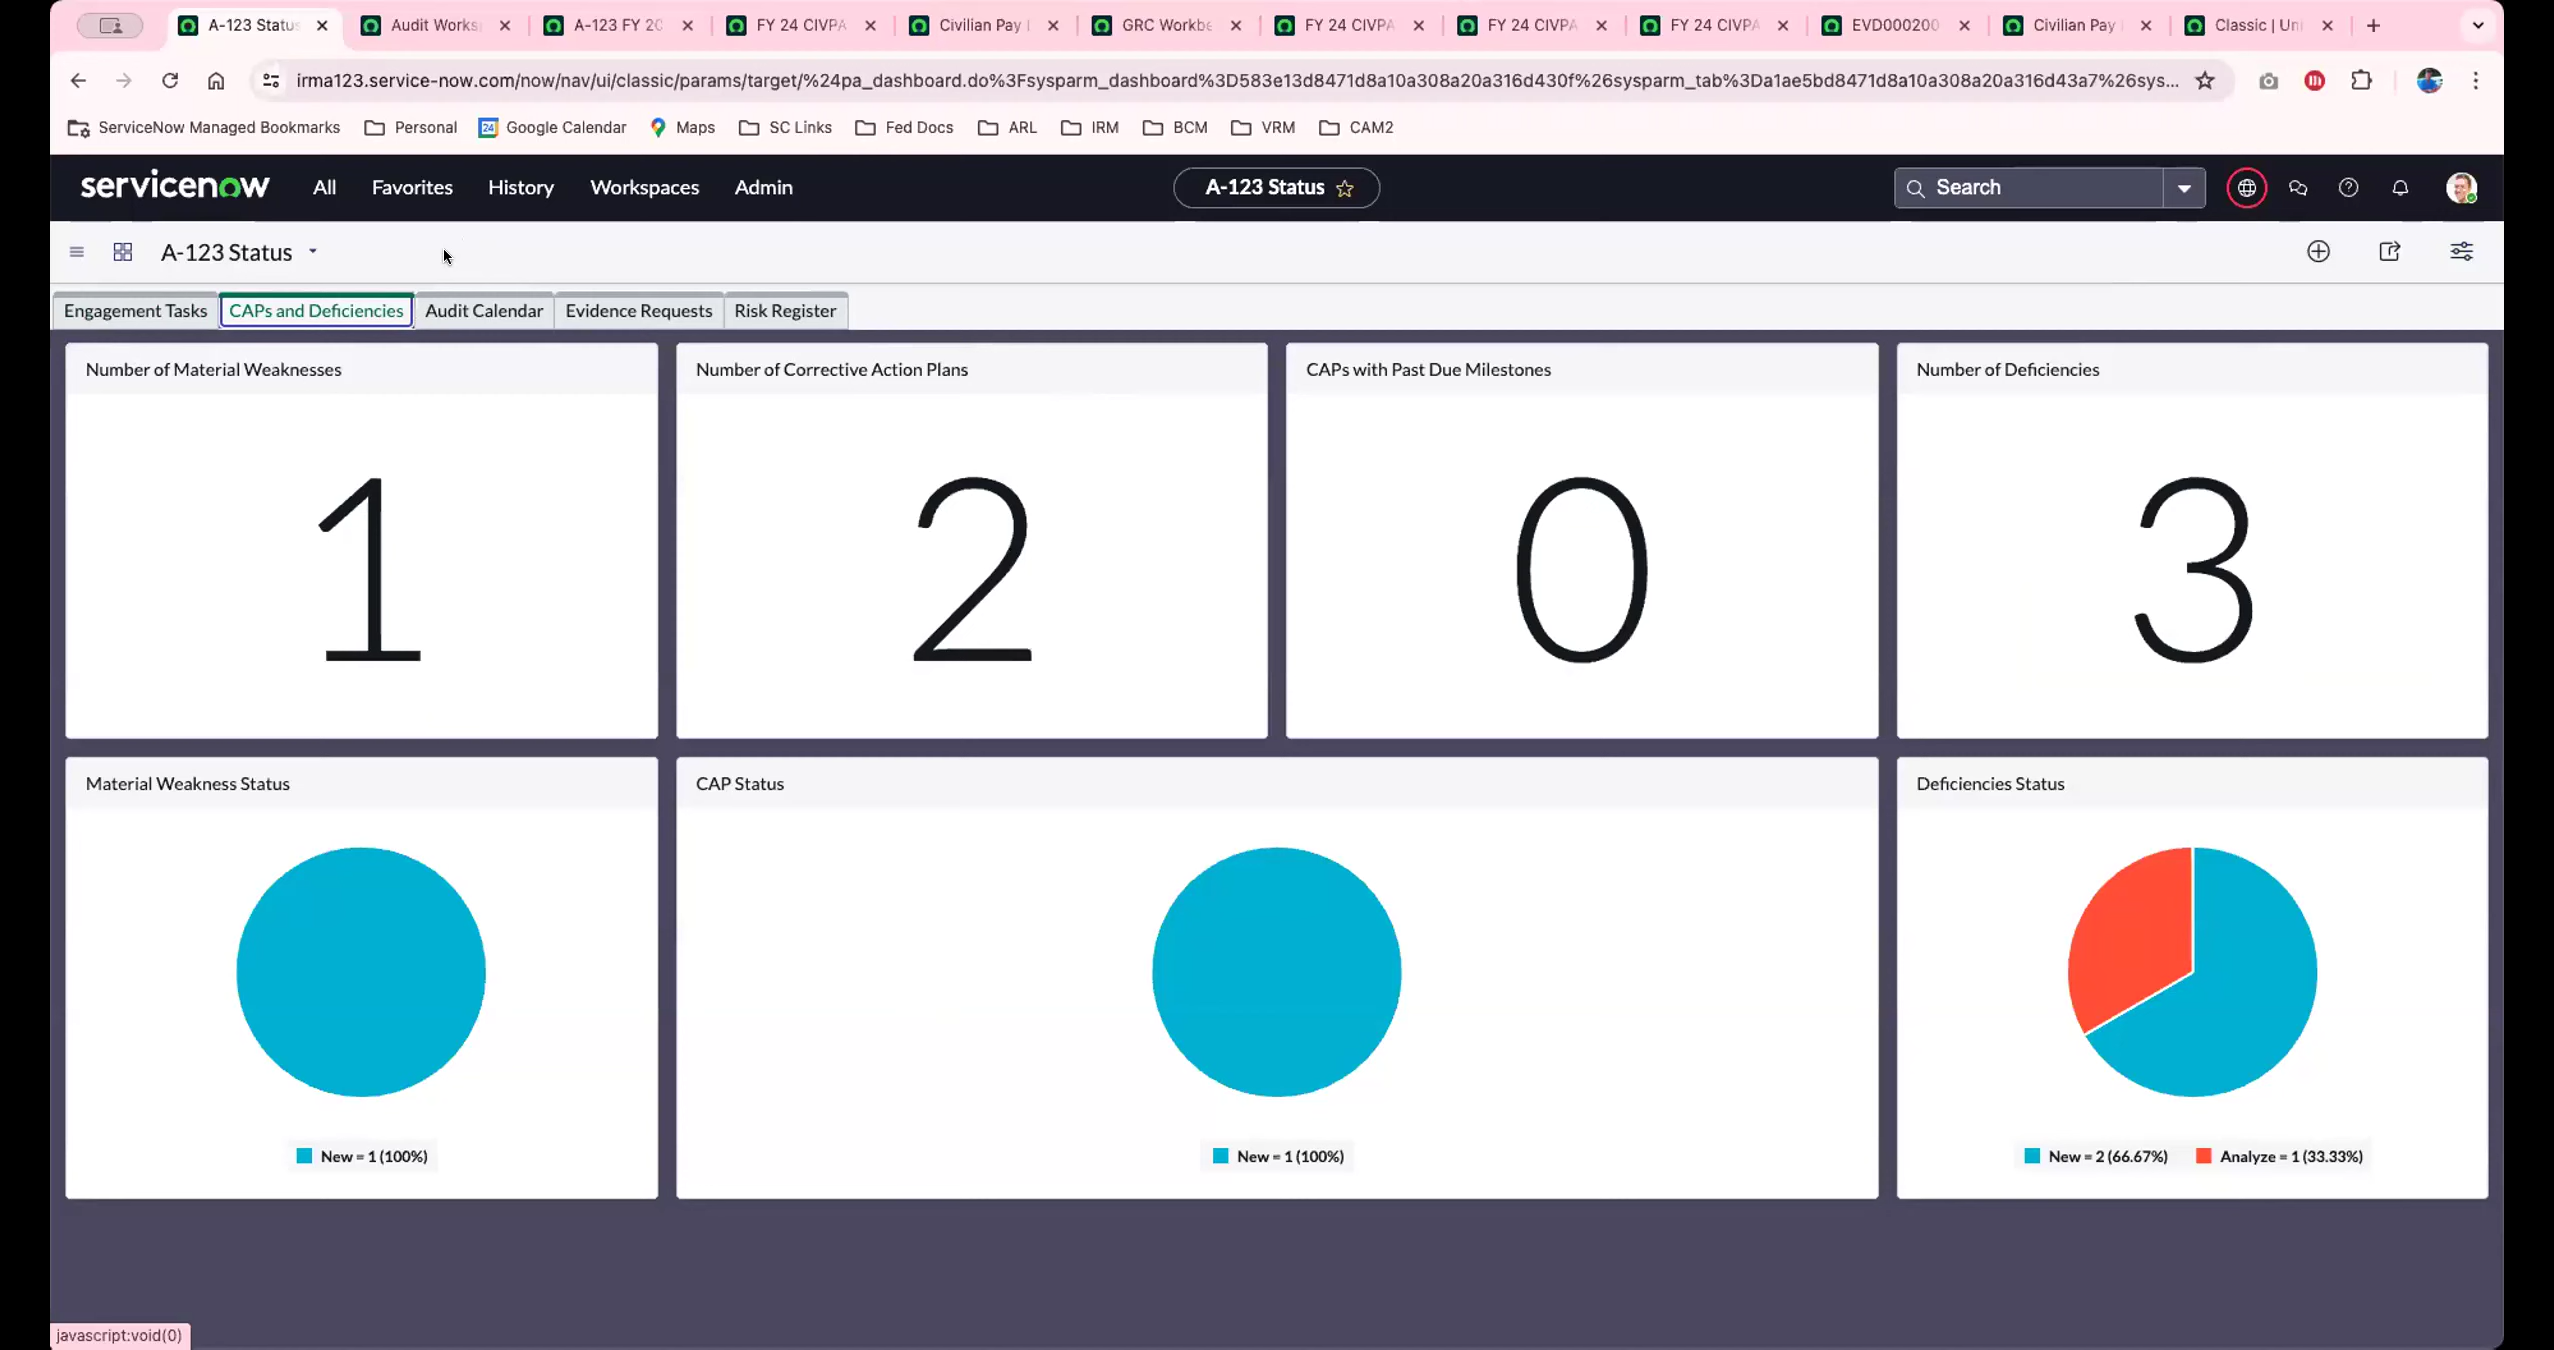 A-123 Status
Audit Works
A-123 FY 20
FY 24 CIVPA
Civilian Pay
GRC Workbe
FY 24 CIVPA
FY 24 CIVPA
FY 24 CIVPA
EVD000200
Civilian Pay
Classic | Uni
irma123.service-now.com/now/nav/ui/classic/params/target/%24pa_dashboard.do%3Fsysparm_dashboard%3D583e13d8471d8a10a308a20a316d430f%26sysparm_tab%3Da1ae5bd8471d8a10a308a20a316d43a7%26sys...
ServiceNow Managed Bookmarks
Personal
24
Google Calendar
Maps
SC Links
Fed Docs
ARL
IRM
BCM
VRM
CAM2
servicenow
All
Favorites
History
Workspaces
Admin
A-123 Status
Search
A-123 Status
Engagement Tasks
CAPs and Deficiencies
Audit Calendar
Evidence Requests
Risk Register
Number of Material Weaknesses
1
Number of Corrective Action Plans
2
CAPs with Past Due Milestones
0
Number of Deficiencies
3
Material Weakness Status
New = 1 (100%)
CAP Status
New = 1 (100%)
Deficiencies Status
New = 2 (66.67%)
Analyze = 1 (33.33%)
javascript:void(0)